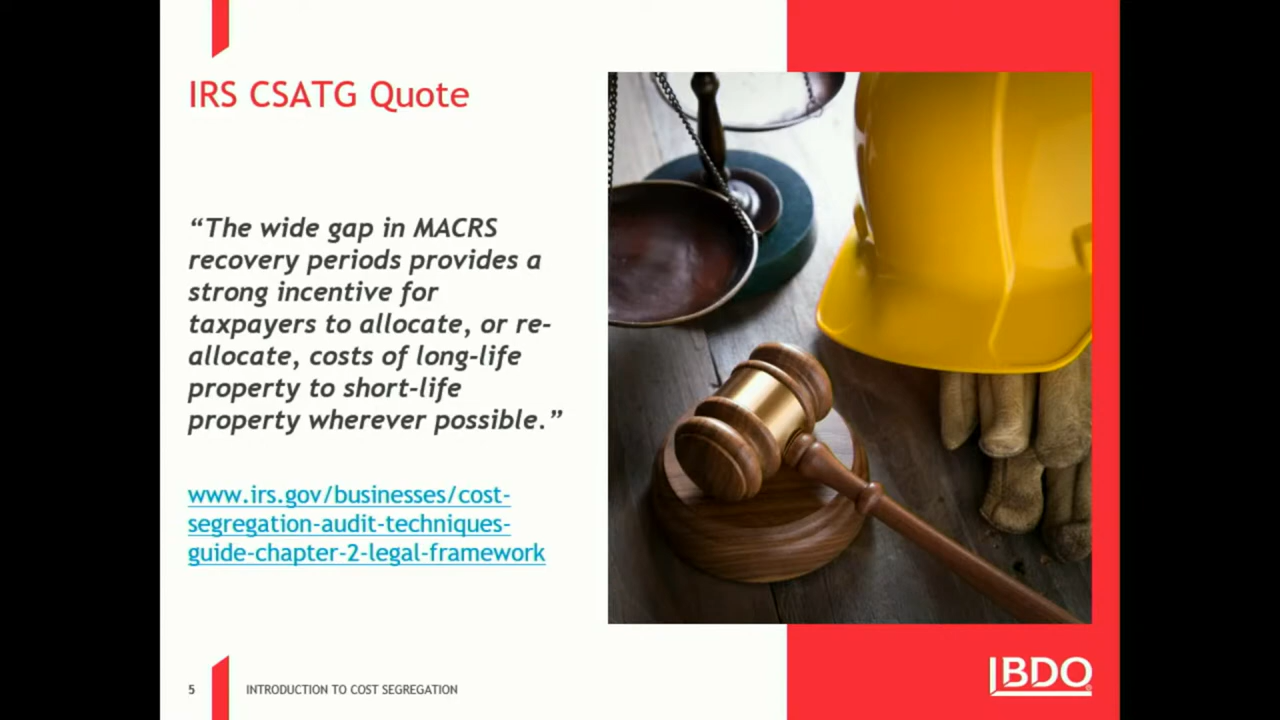 IRS CSATG Quote
“The wide gap in MACRS
recovery periods provides a
strong incentive for
taxpayers to allocate, or re-
allocate, costs of long-life
property to short-life
property wherever possible.”
www.irs.gov/businesses/cost-
segregation-audit-techniques-
guide-chapter-2-legal-framework
5 INTRODUCTION TO COST SEGREGATION
BDO®